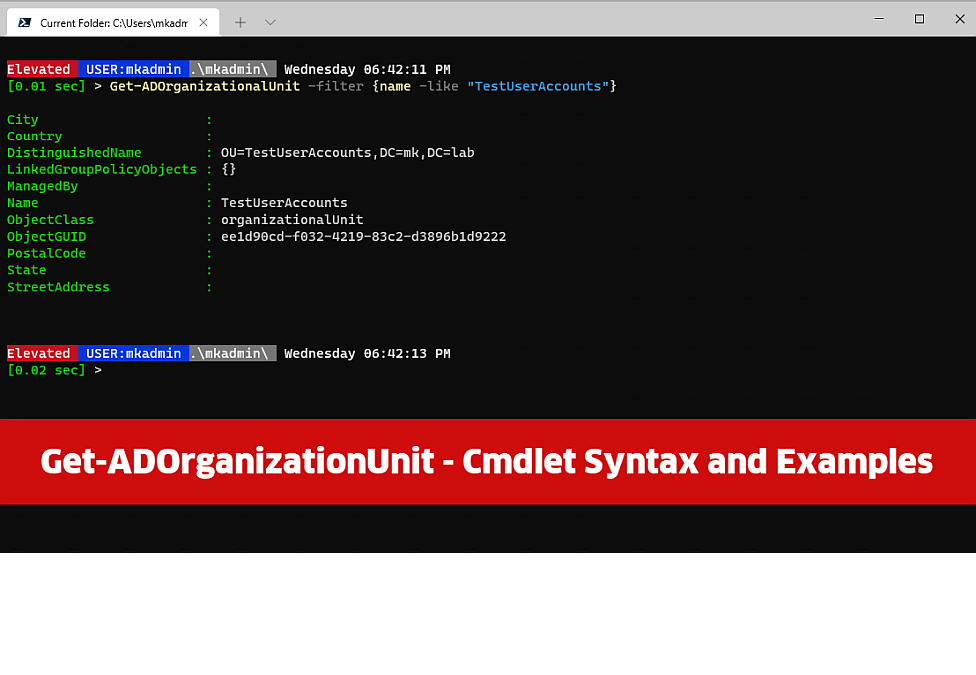 Current Folder: C:\Users\mkadm
Elevated USER:mkadmin .\mkadmin\ Wednesday 06:42:11 PM
[0.01 sec] > Get-ADOrganizationalUnit -filter {name -like "TestUserAccounts"}
City :
Country :
DistinguishedName : OU=TestUserAccounts,DC=mk,DC=lab
LinkedGroupPolicyObjects : {}
ManagedBy :
Name : TestUserAccounts
ObjectClass : organizationalUnit
ObjectGUID : ee1d90cd-f032-4219-83c2-d3896b1d9222
PostalCode :
State :
StreetAddress :
Elevated USER:mkadmin .\mkadmin\ Wednesday 06:42:13 PM
[0.02 sec] >
Get-ADOrganizationUnit - Cmdlet Syntax and Examples